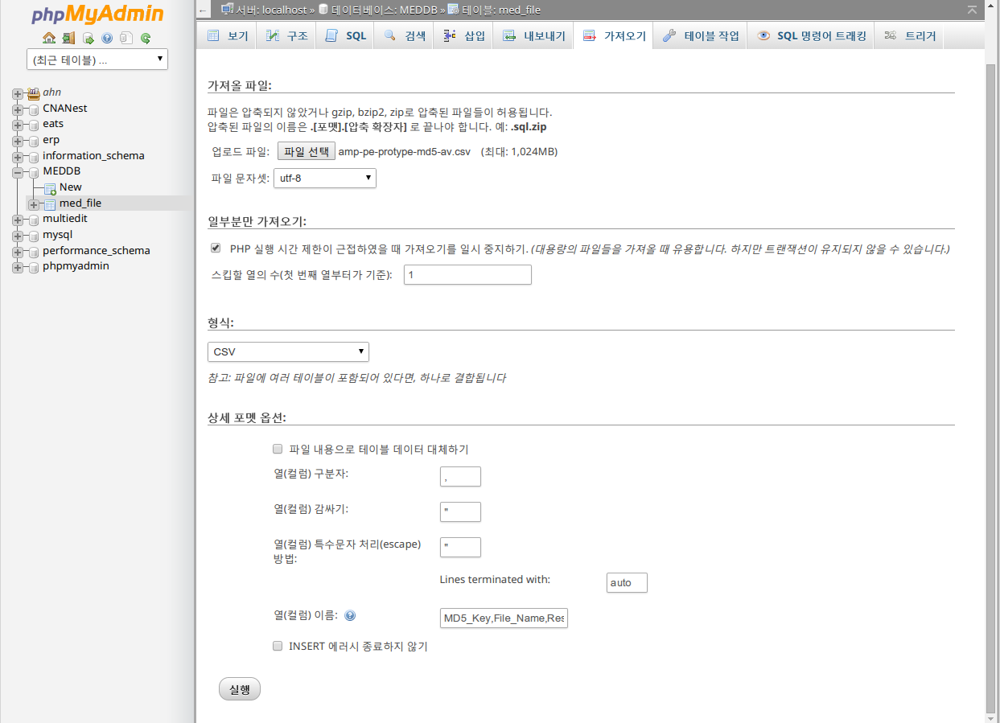 phpMyAdmin
(최근 테이블) ...
ahn
CNANest
eats
erp
information_schema
MEDDB
New
med_file
multiedit
mysql
performance_schema
phpmyadmin
← 서버: localhost » 데이터베이스: MEDDB » 테이블: med_file
보기 구조 SQL 검색 삽입 내보내기 가져오기 테이블 작업 SQL 명령어 트래킹 트리거
가져올 파일:
파일은 압축되지 않았거나 gzip, bzip2, zip로 압축된 파일들이 허용됩니다.
압축된 파일의 이름은 .[포맷].[압축 확장자] 로 끝나야 합니다. 예: .sql.zip
업로드 파일: 파일 선택 amp-pe-protype-md5-av.csv (최대: 1,024MB)
파일 문자셋: utf-8
일부분만 가져오기:
PHP 실행 시간 제한이 근접하였을 때 가져오기를 일시 중지하기. (대용량의 파일들을 가져올 때 유용합니다. 하지만 트랜잭션이 유지되지 않을 수 있습니다.)
스킵할 열의 수(첫 번째 열부터가 기준): 1
형식:
CSV
참고: 파일에 여러 테이블이 포함되어 있다면, 하나로 결합됩니다
상세 포멧 옵션:
파일 내용으로 테이블 데이터 대체하기
열(컬럼) 구분자: ,
열(컬럼) 감싸기: "
열(컬럼) 특수문자 처리(escape) "
방법:
Lines terminated with: auto
열(컬럼) 이름: MD5_Key,File_Name,Res
INSERT 에러시 종료하지 않기
실행